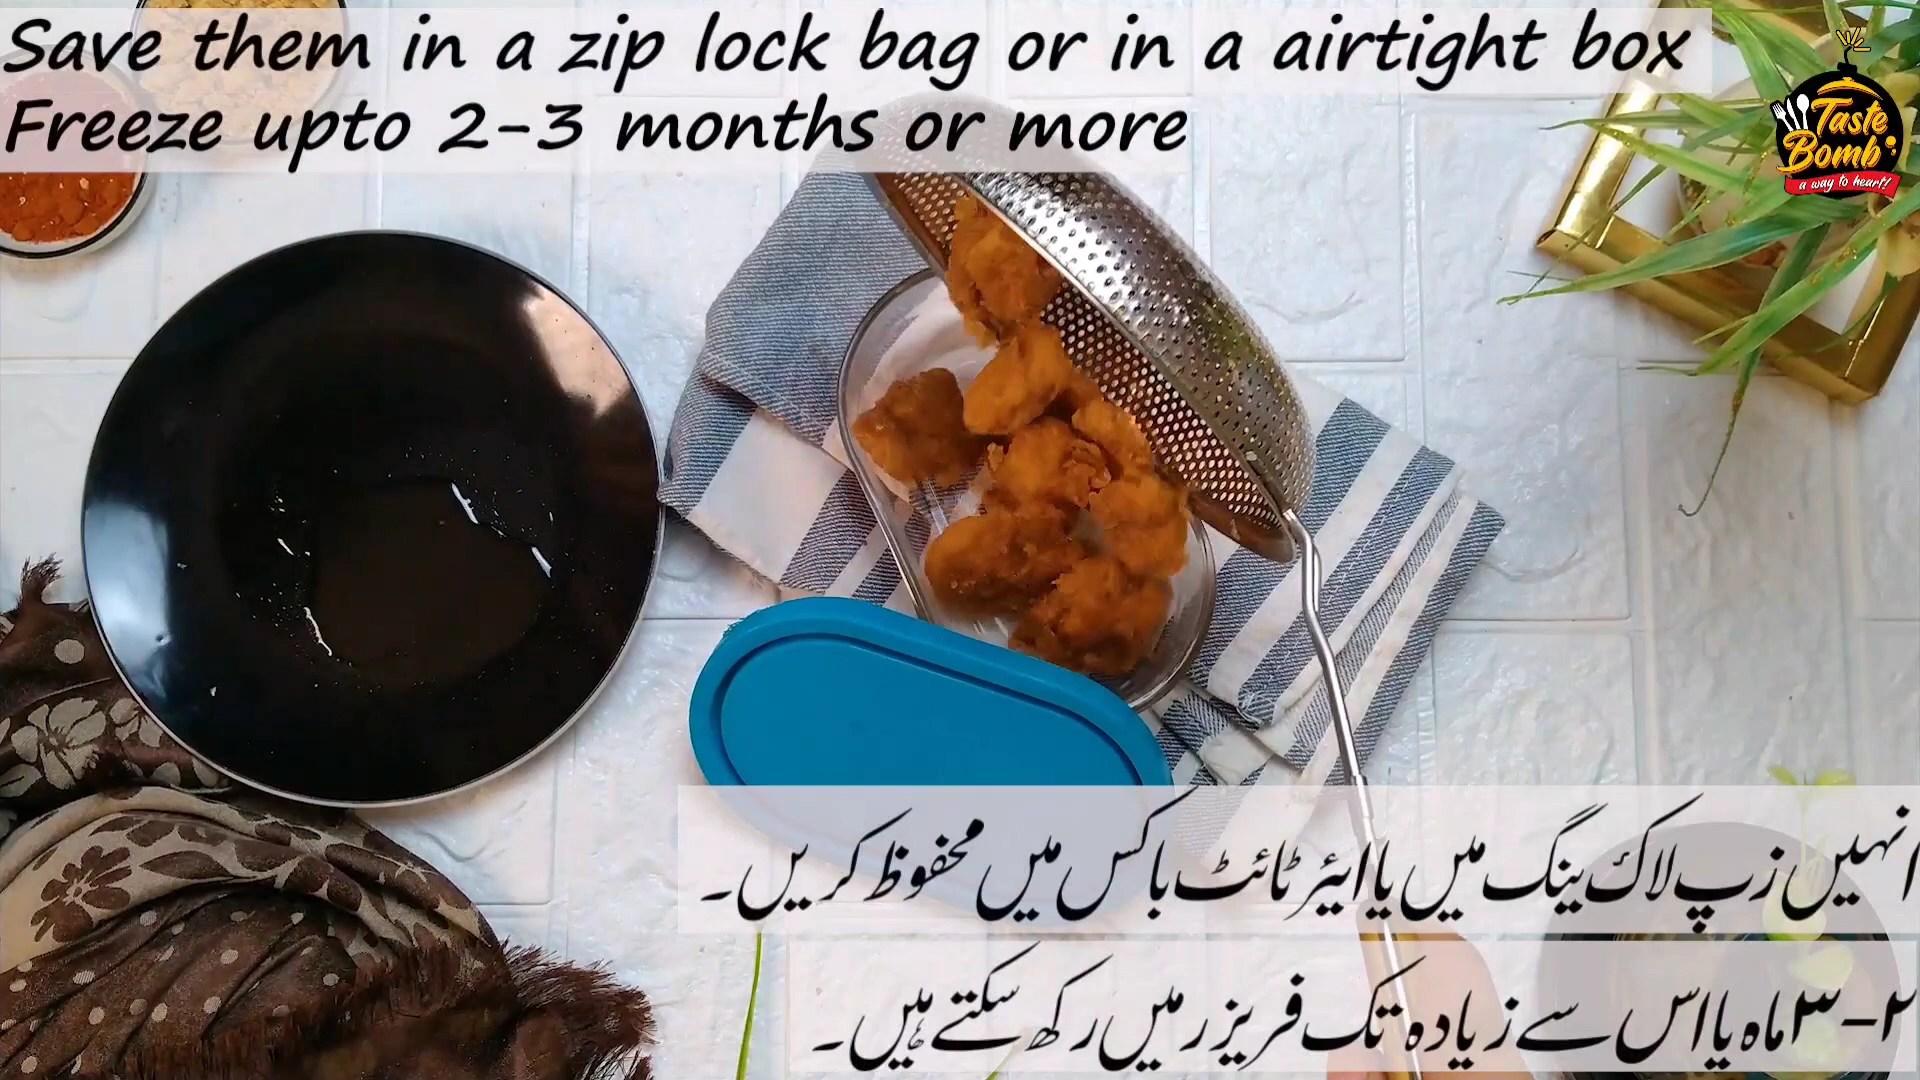 Save them in a zip lock bag or in a airtight box
Freeze upto 2-3 months or more
Taste
Bomb
a way to heart!
انہیں زپ لاک بینگ میں یا ایئر ٹائٹ باکس میں محفوظ کریں۔
۲-۳ ماہ یا اس سے زیادہ تک فریزر میں رکھ سکتے ہیں۔